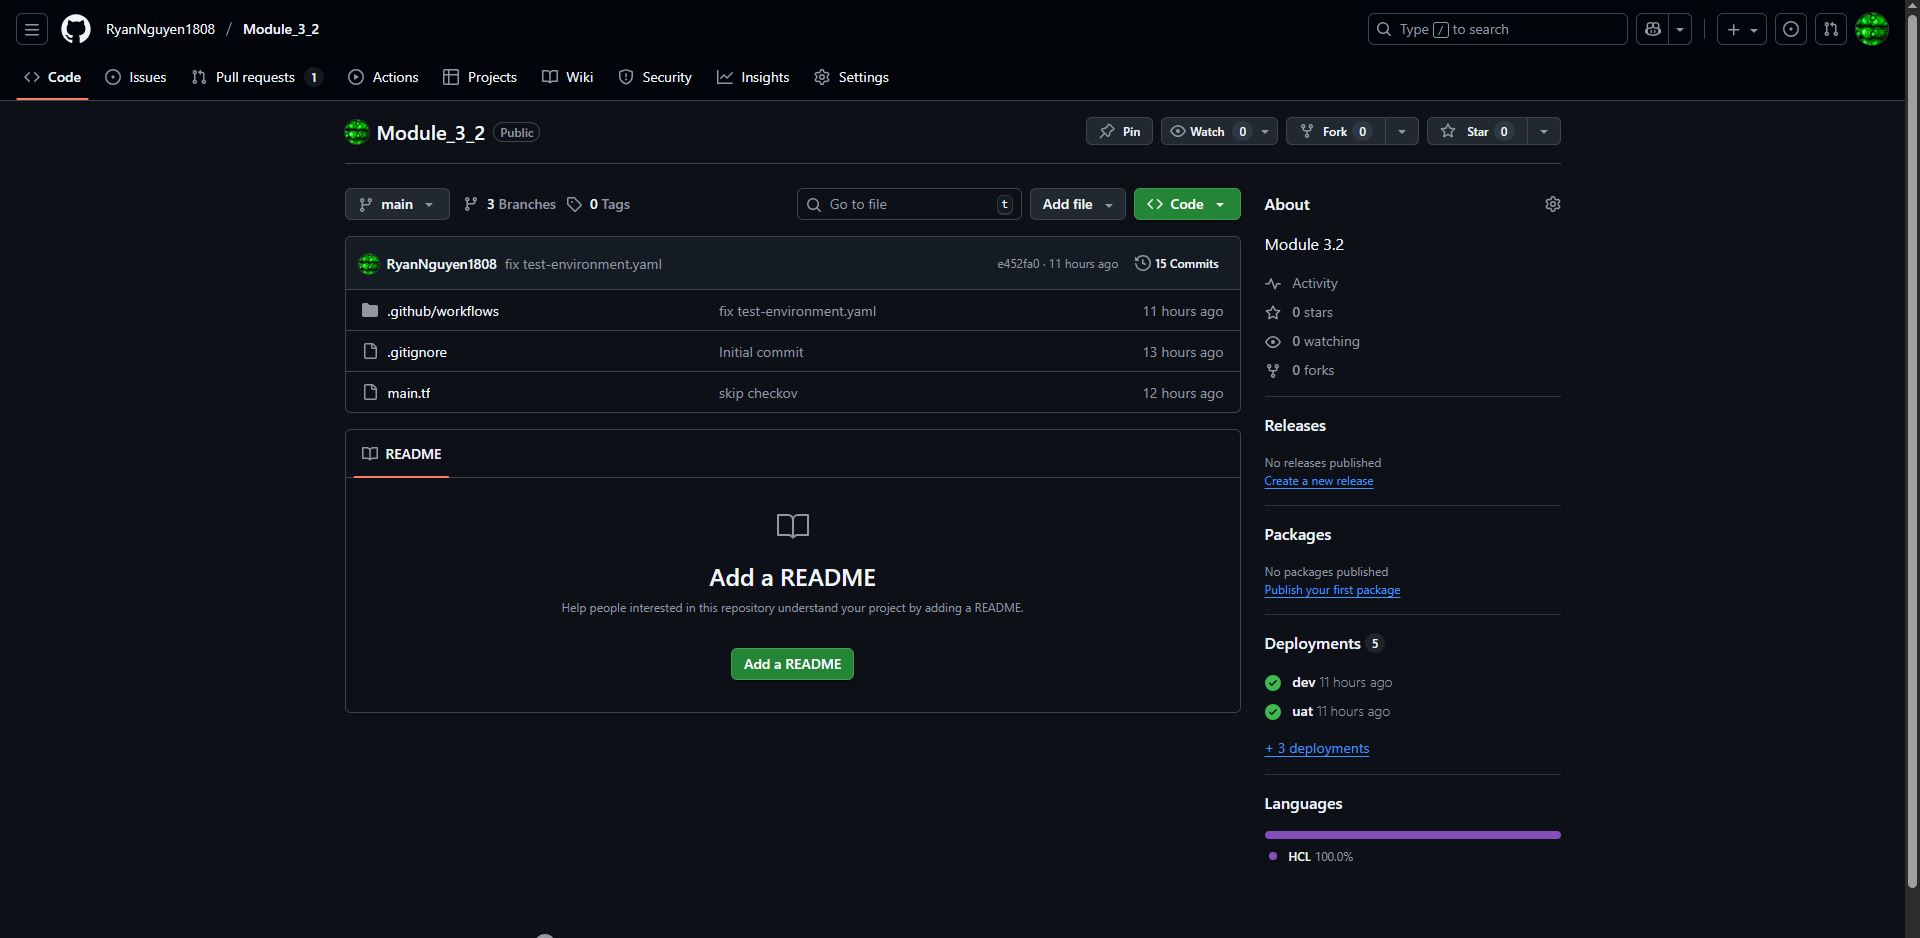 RyanNguyen1808 / Module_3_2 Type / to search
Code Issues Pull requests 1 Actions Projects Wiki Security Insights Settings
Module_3_2 Public Pin Watch 0 Fork 0 Star 0
main 3 Branches 0 Tags Go to file t Add file Code
RyanNguyen1808 fix test-environment.yaml e452fa0 · 11 hours ago 15 Commits
.github/workflows fix test-environment.yaml 11 hours ago
.gitignore Initial commit 13 hours ago
main.tf skip checkov 12 hours ago
README
Add a README
Help people interested in this repository understand your project by adding a README.
Add a README
About
Module 3.2
Activity
0 stars
0 watching
0 forks
Releases
No releases published
Create a new release
Packages
No packages published
Publish your first package
Deployments 5
dev 11 hours ago
uat 11 hours ago
+ 3 deployments
Languages
HCL 100.0%